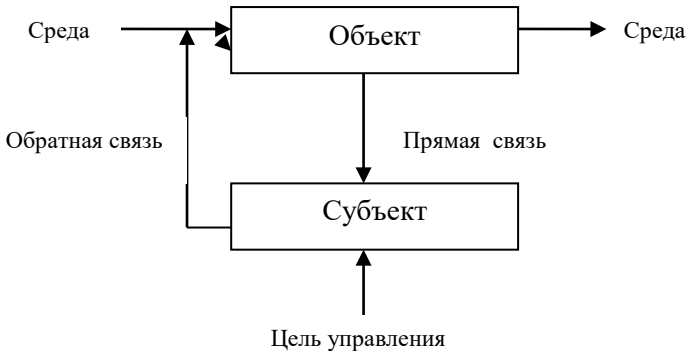 Среда
Объект
Среда
Обратная связь
Прямая связь
Субъект
Цель управления